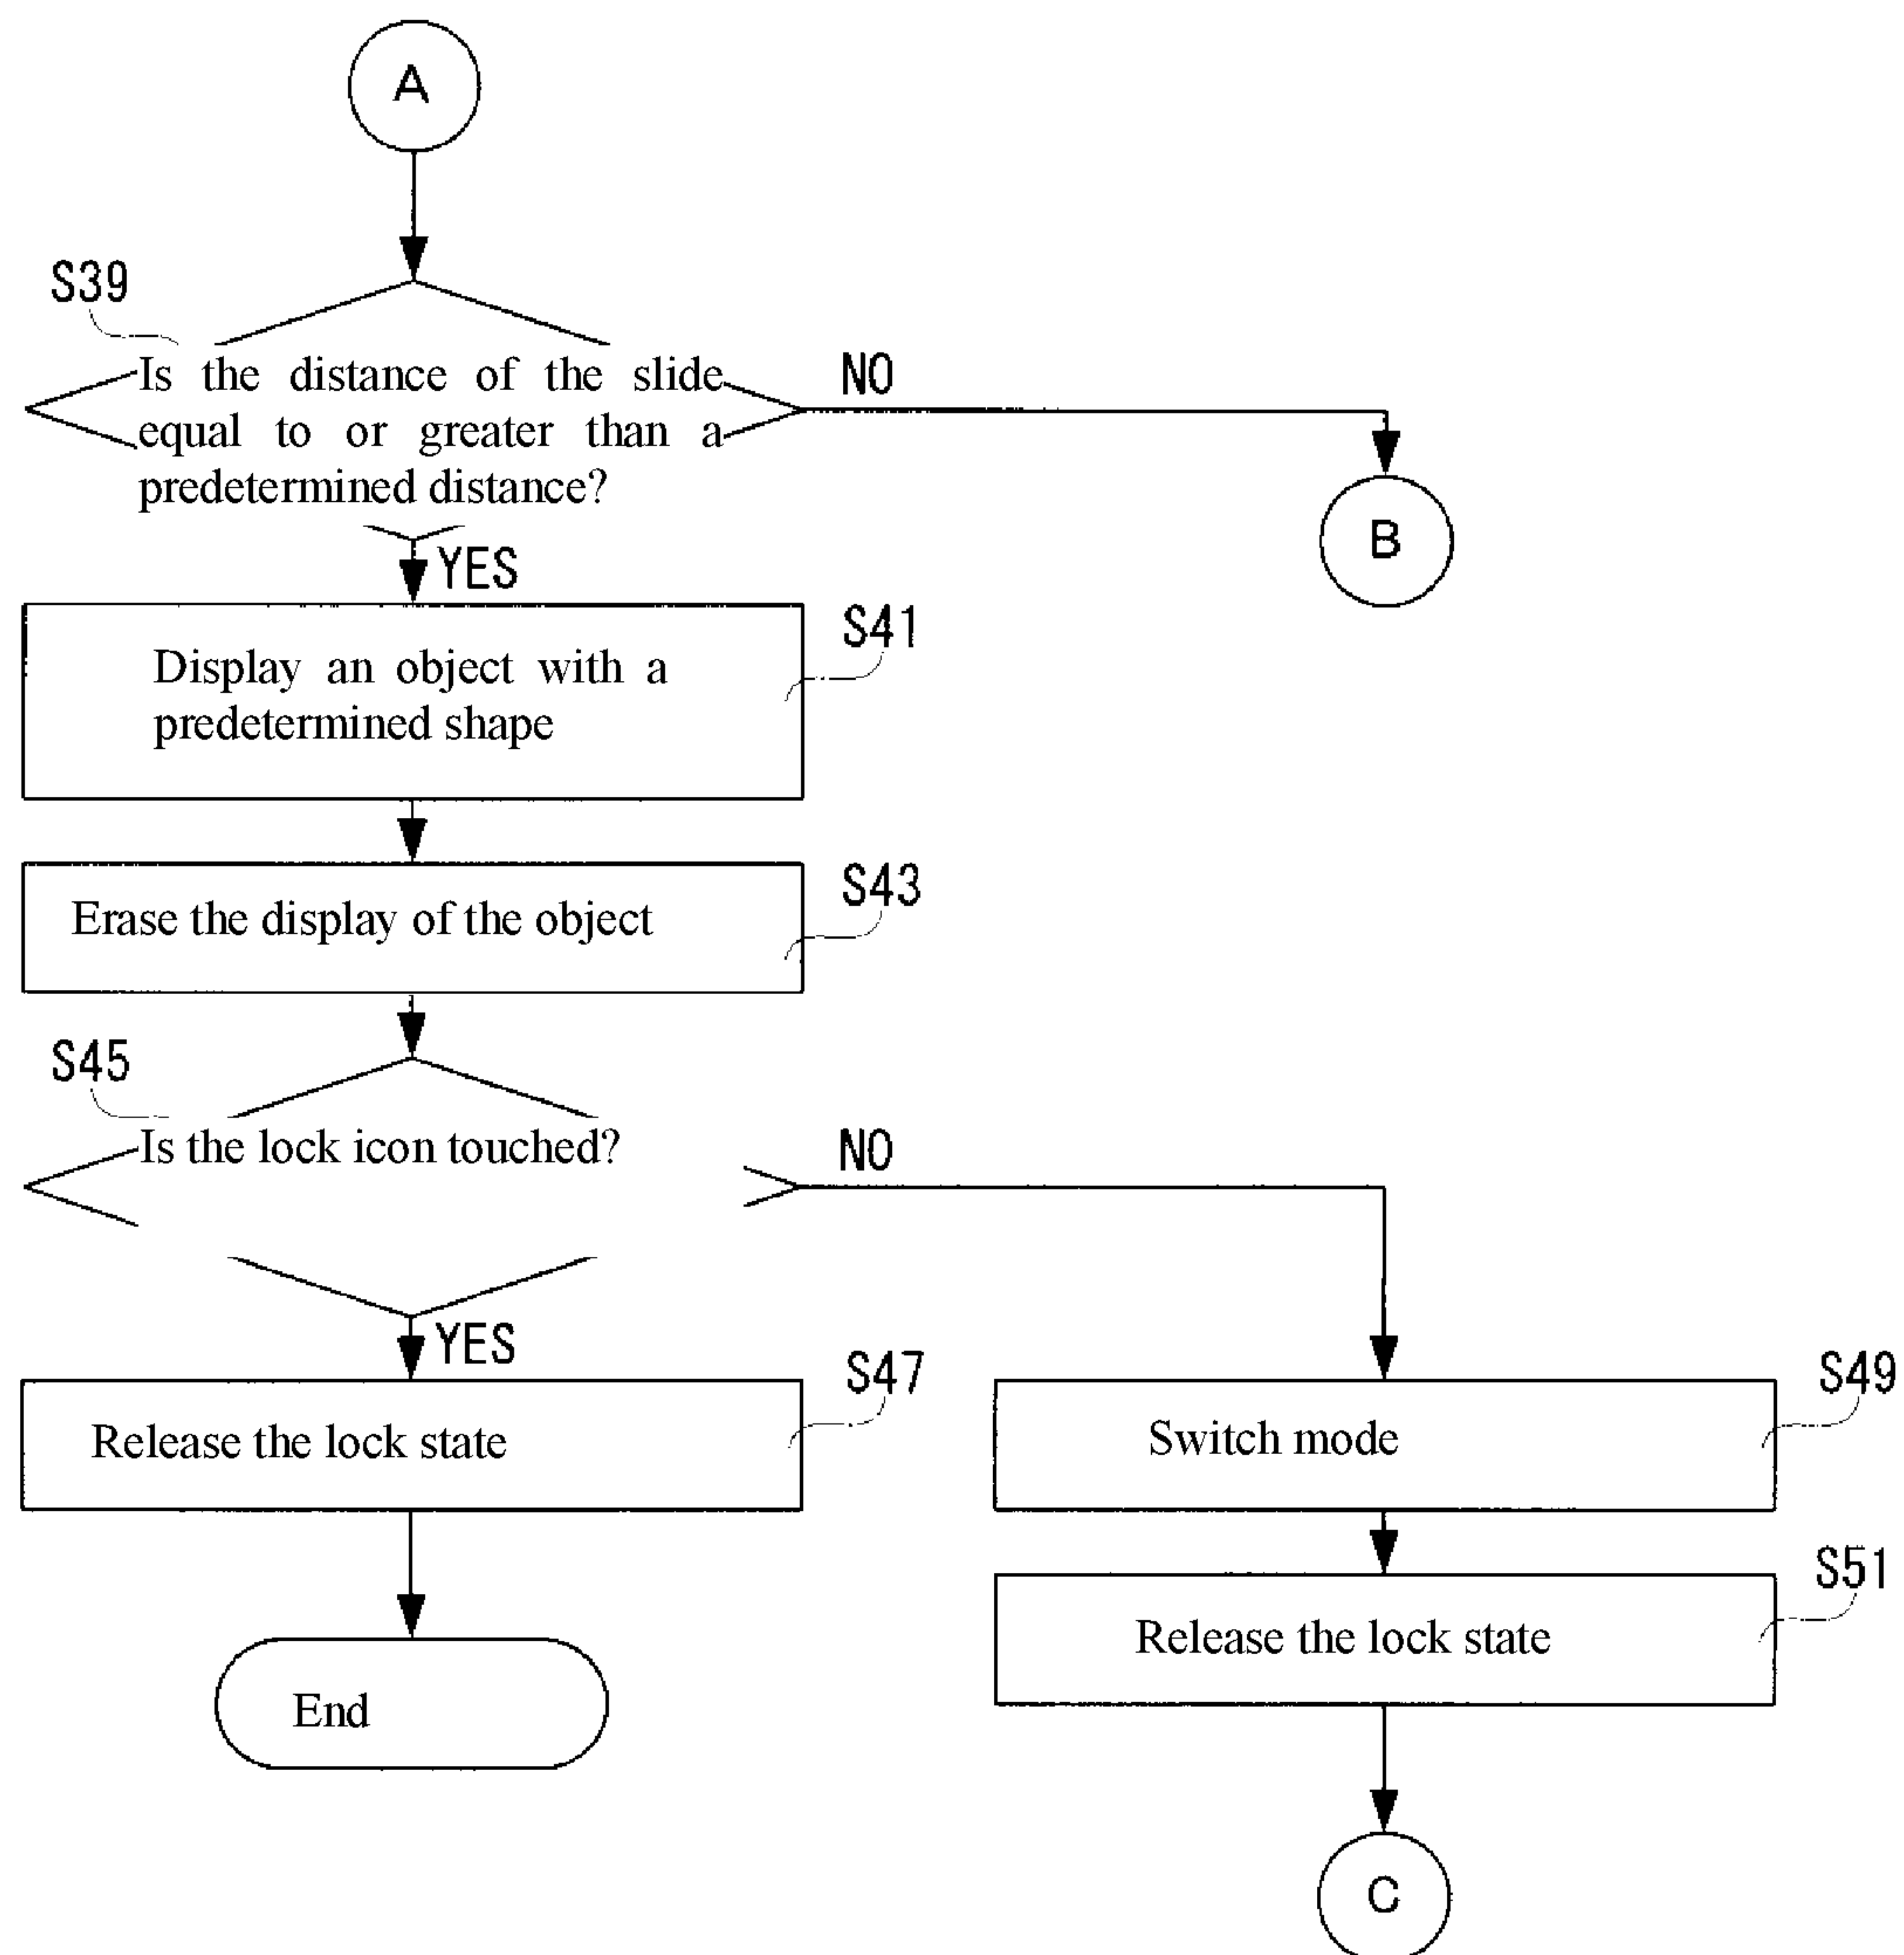 A
S39
Is the distance of the slide
equal to or greater than a
predetermined distance?
NO
B
YES
S41
Display an object with a
predetermined shape
S43
Erase the display of the object
S45
Is the lock icon touched?
NO
YES
S47
Release the lock state
S49
Switch mode
S51
Release the lock state
End
C